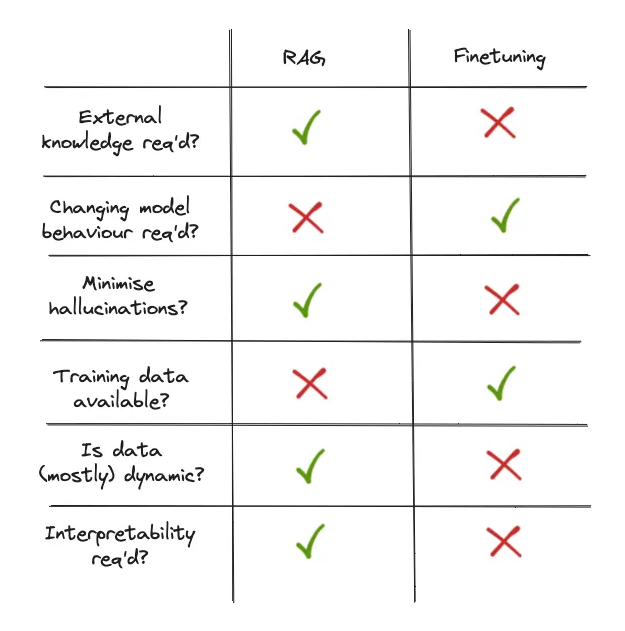 RAG
Finetuning
External
knowledge req'd?
Changing model
behaviour req'd?
Minimise
hallucinations?
Training data
available?
Is data
(mostly) dynamic?
Interpretability
req'd?